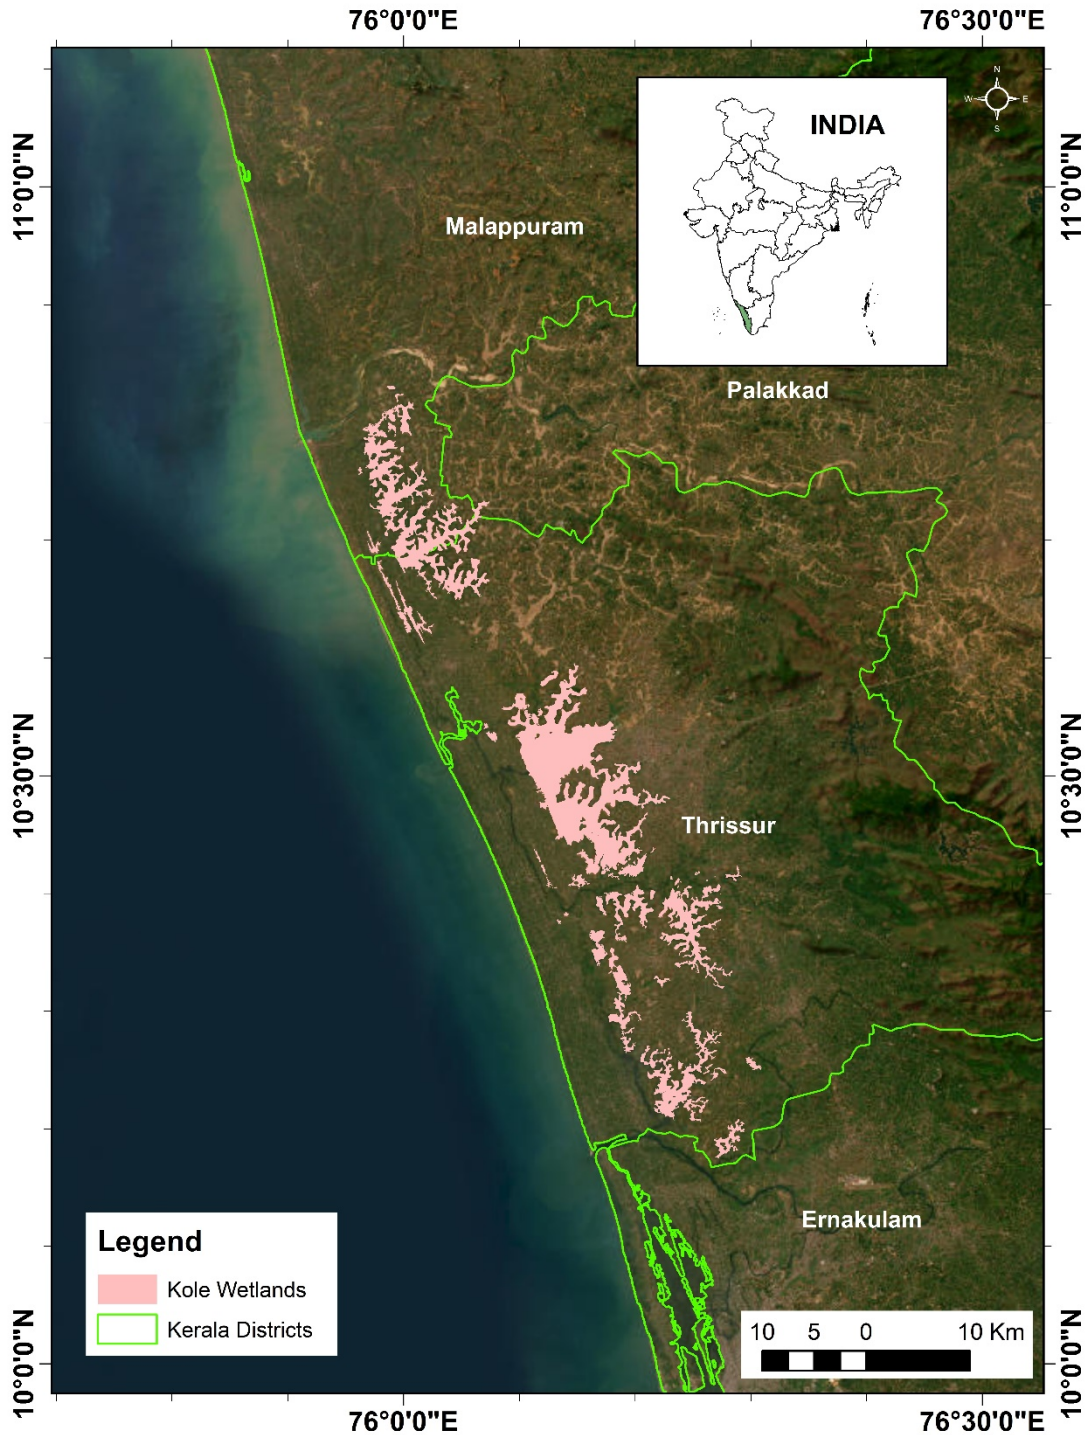 76°0'0"E 76°30'0"E
N
W E
S
INDIA
11°0'0"N 11°0'0"N
Malappuram
Palakkad
10°30'0"N 10°30'0"N
Thrissur
Ernakulam
Legend
Kole Wetlands
Kerala Districts
10 5 0 10 Km
10°0'0"N 10°0'0"N
76°0'0"E 76°30'0"E